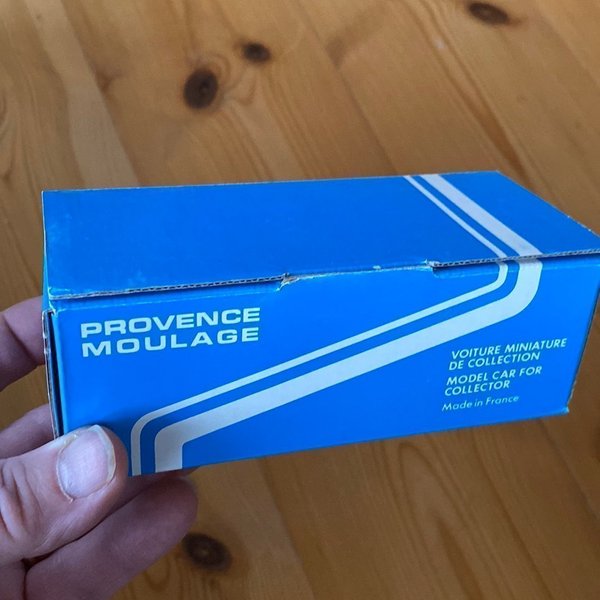 PROVENCE
MOULAGE
VOITURE MINIATURE
DE COLLECTION
MODEL CAR FOR
COLLECTOR
Made in France